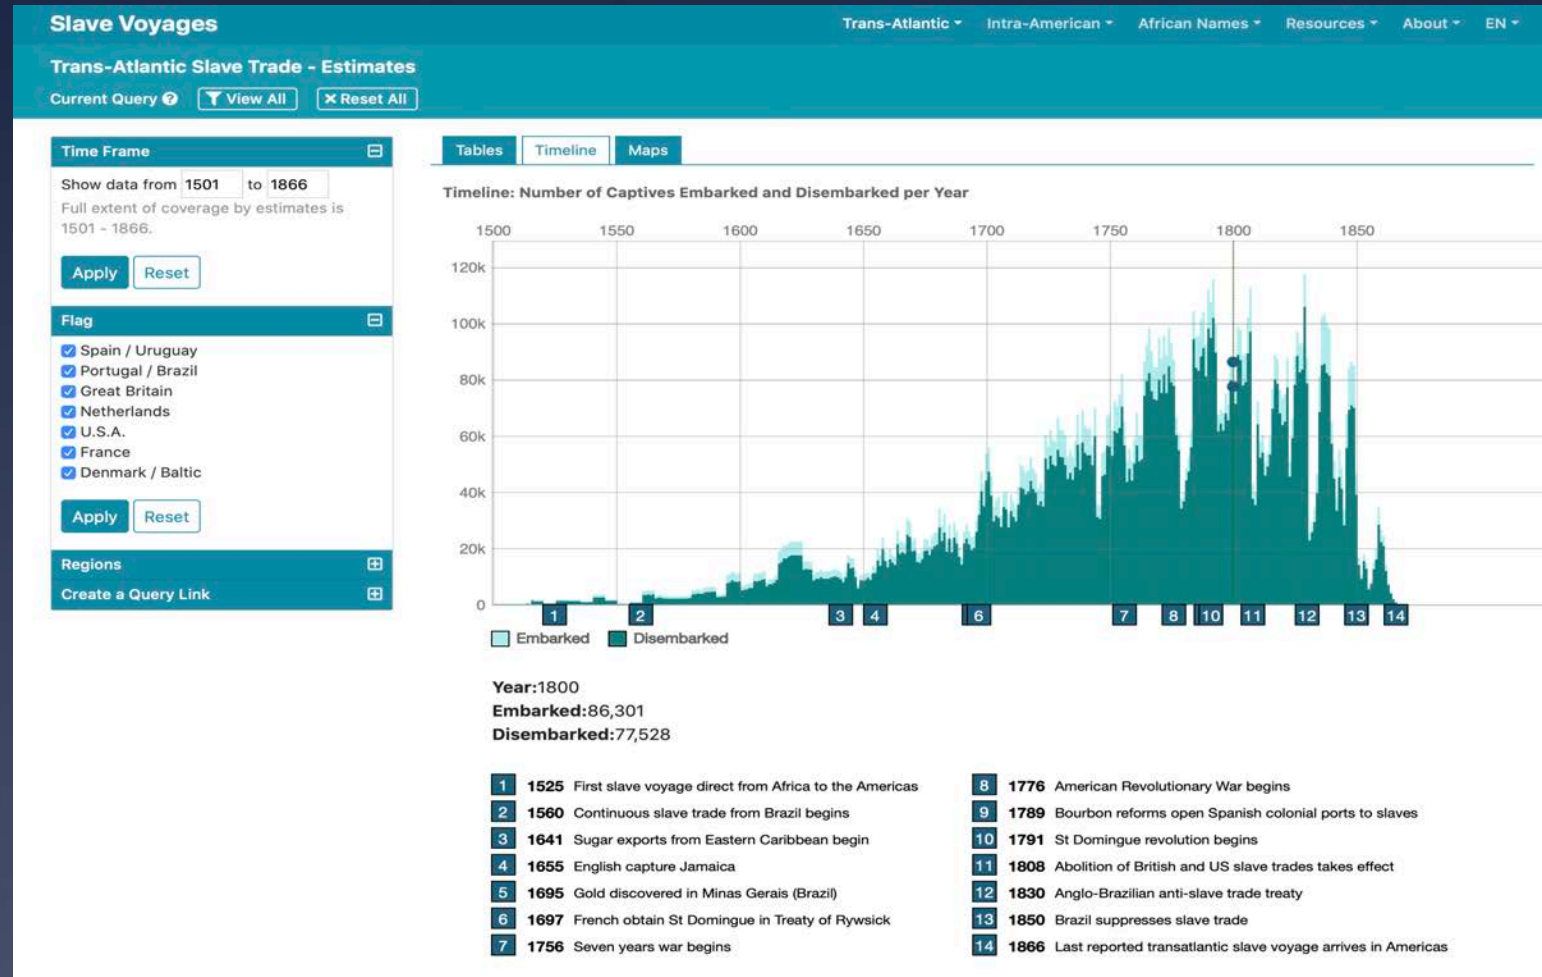 Slave Voyages
Trans-Atlantic Intra-American African Names Resources About EN
Trans-Atlantic Slave Trade - Estimates
Current Query View All Reset All
Time Frame
Show data from 1501 to 1866
Full extent of coverage by estimates is
1501 - 1866.
Apply Reset
Flag
Spain / Uruguay
Portugal / Brazil
Great Britain
Netherlands
U.S.A.
France
Denmark / Baltic
Apply Reset
Regions
Create a Query Link
Tables Timeline Maps
Timeline: Number of Captives Embarked and Disembarked per Year
1500 1550 1600 1650 1700 1750 1800 1850
120k
100k
80k
60k
40k
20k
0
1 2 3 4 6 7 8 10 11 12 13 14
Embarked Disembarked
Year:1800
Embarked:86,301
Disembarked:77,528
1 1525 First slave voyage direct from Africa to the Americas
2 1560 Continuous slave trade from Brazil begins
3 1641 Sugar exports from Eastern Caribbean begin
4 1655 English capture Jamaica
5 1695 Gold discovered in Minas Gerais (Brazil)
6 1697 French obtain St Domingue in Treaty of Rywsick
7 1756 Seven years war begins
8 1776 American Revolutionary War begins
9 1789 Bourbon reforms open Spanish colonial ports to slaves
10 1791 St Domingue revolution begins
11 1808 Abolition of British and US slave trades takes effect
12 1830 Anglo-Brazilian anti-slave trade treaty
13 1850 Brazil suppresses slave trade
14 1866 Last reported transatlantic slave voyage arrives in Americas